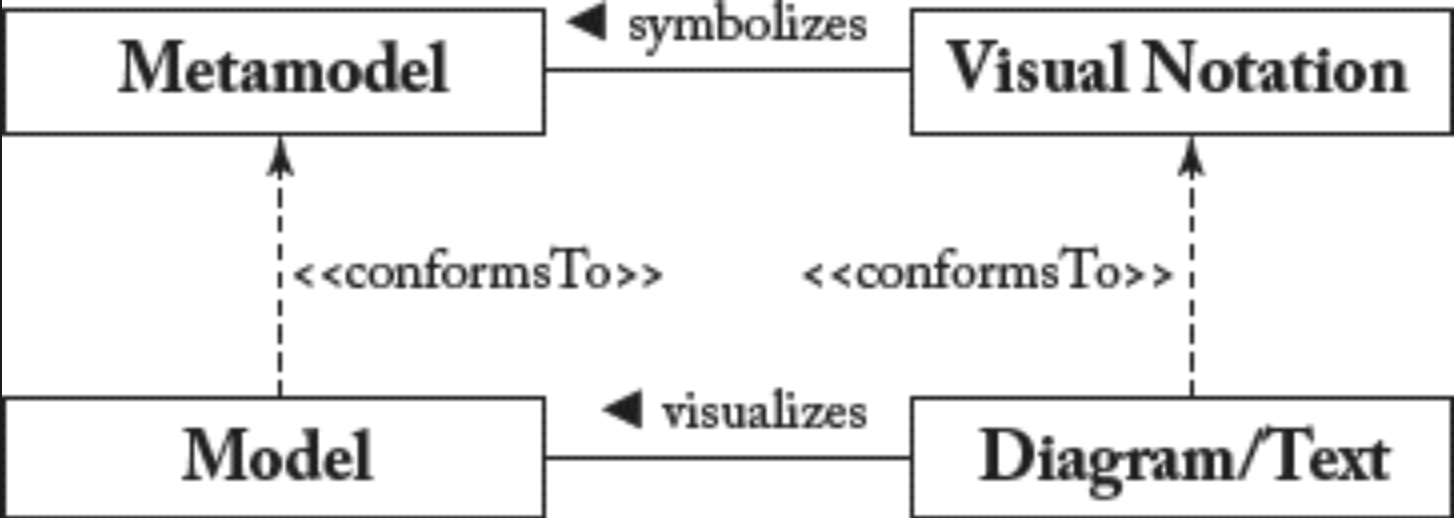 ◀ symbolizes
Metamodel
Visual Notation
<<conformsTo>>
<<conformsTo>>
◀ visualizes
Model
Diagram/Text